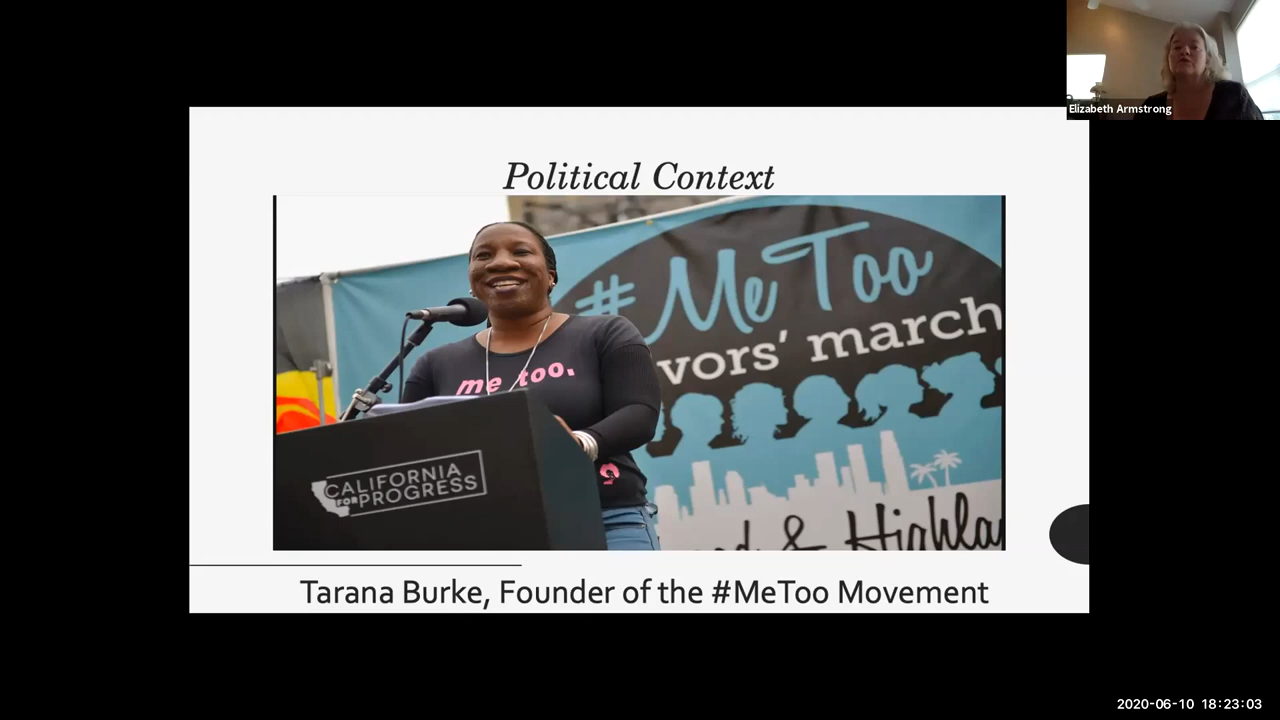 Elizabeth Armstrong
Political Context
#MeToo
vors' march
me too.
CALIFORNIA
FOR PROGRESS
& Highla
Tarana Burke, Founder of the #MeToo Movement
2020-06-10 18:23:03